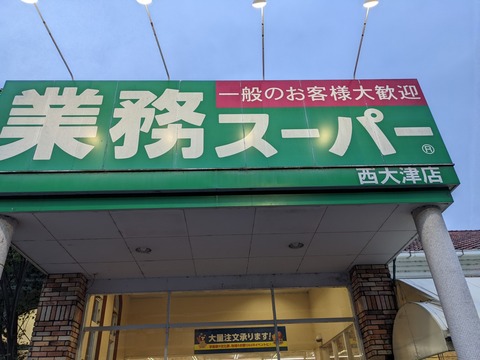 一般のお客様大歓迎
業務スーパー®
西大津店
大量注文承ります!